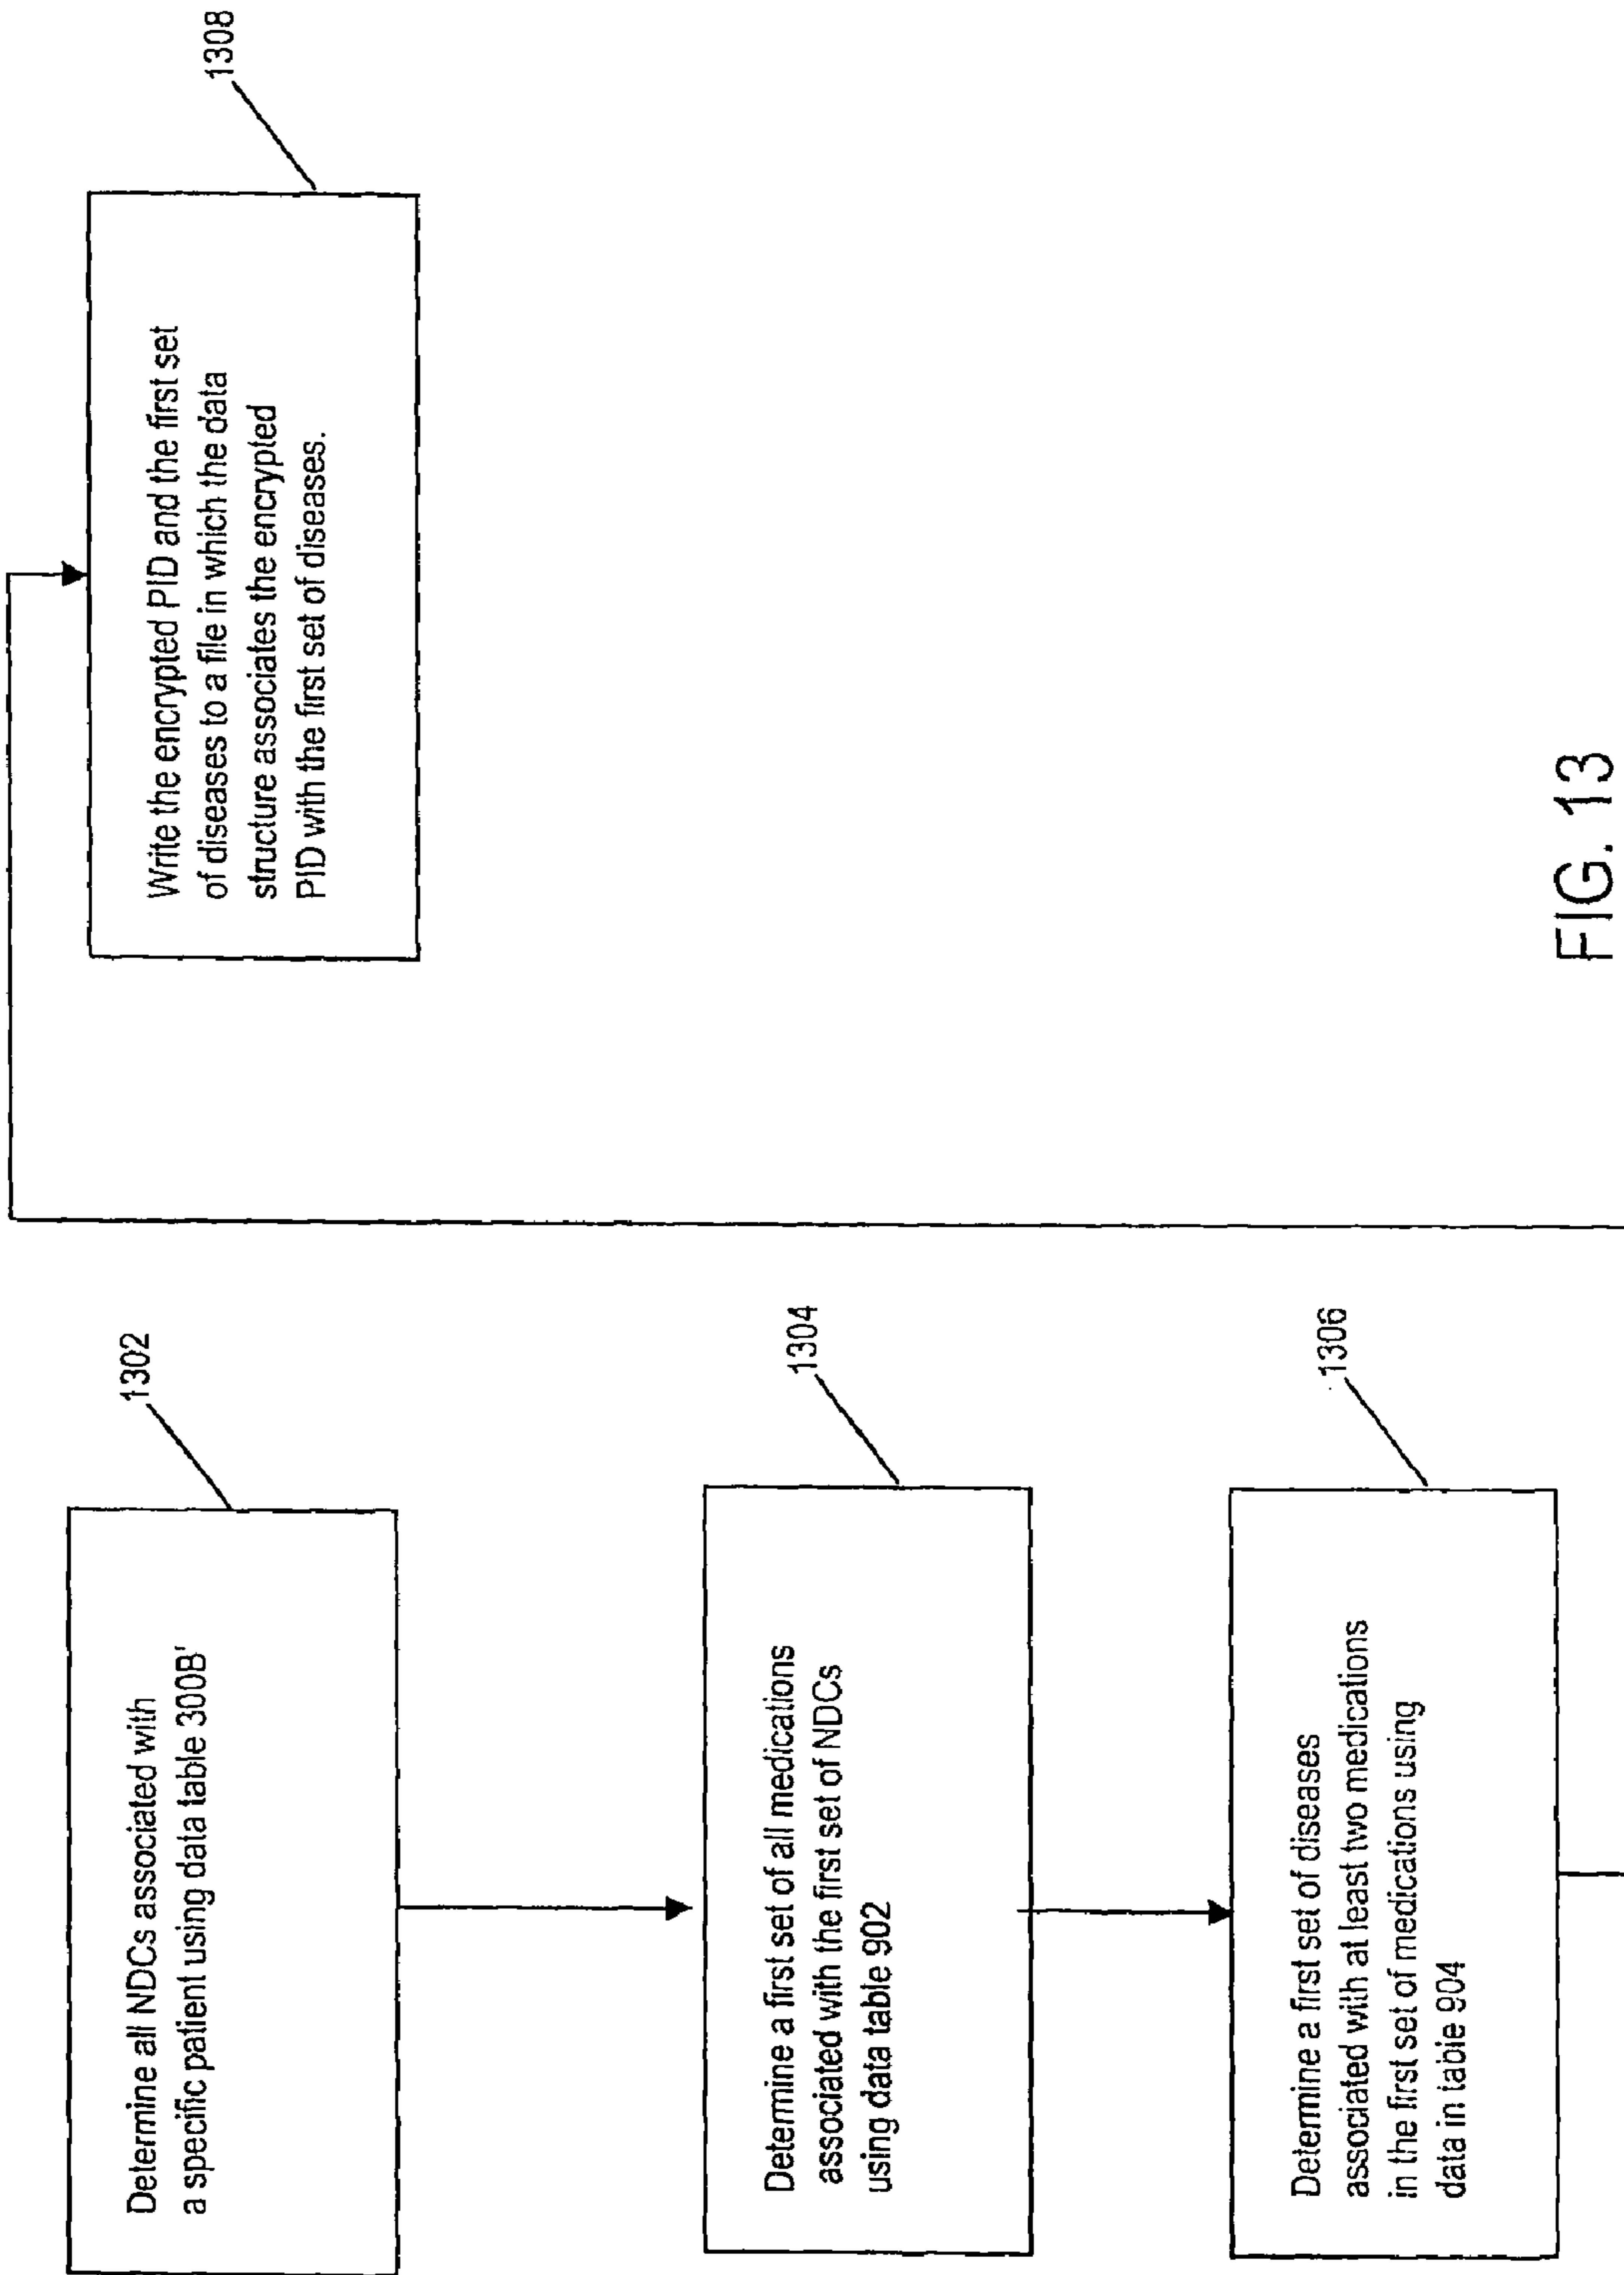 1302
Determine all NDCs associated with
a specific patient using data table 300B'
1304
Determine a first set of all medications
associated with the first set of NDCs
using data table 902
1306
Determine a first set of diseases
associated with at least two medications
in the first set of medications using
data in table 904
1308
Write the encrypted PID and the first set
of diseases to a file in which the data
structure associates the encrypted
PID with the first set of diseases.
FIG. 13